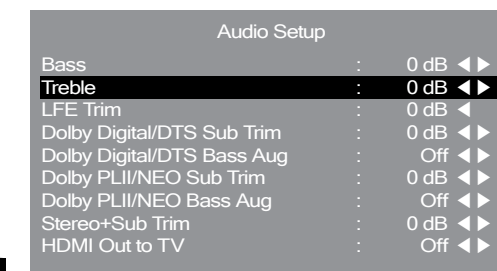 Audio Setup
Bass : 0 dB ◀ ▶
Treble : 0 dB ◀ ▶
LFE Trim : 0 dB ◀
Dolby Digital/DTS Sub Trim : 0 dB ◀ ▶
Dolby Digital/DTS Bass Aug : Off ◀ ▶
Dolby PLII/NEO Sub Trim : 0 dB ◀ ▶
Dolby PLII/NEO Bass Aug : Off ◀ ▶
Stereo+Sub Trim : 0 dB ◀ ▶
HDMI Out to TV : Off ◀ ▶